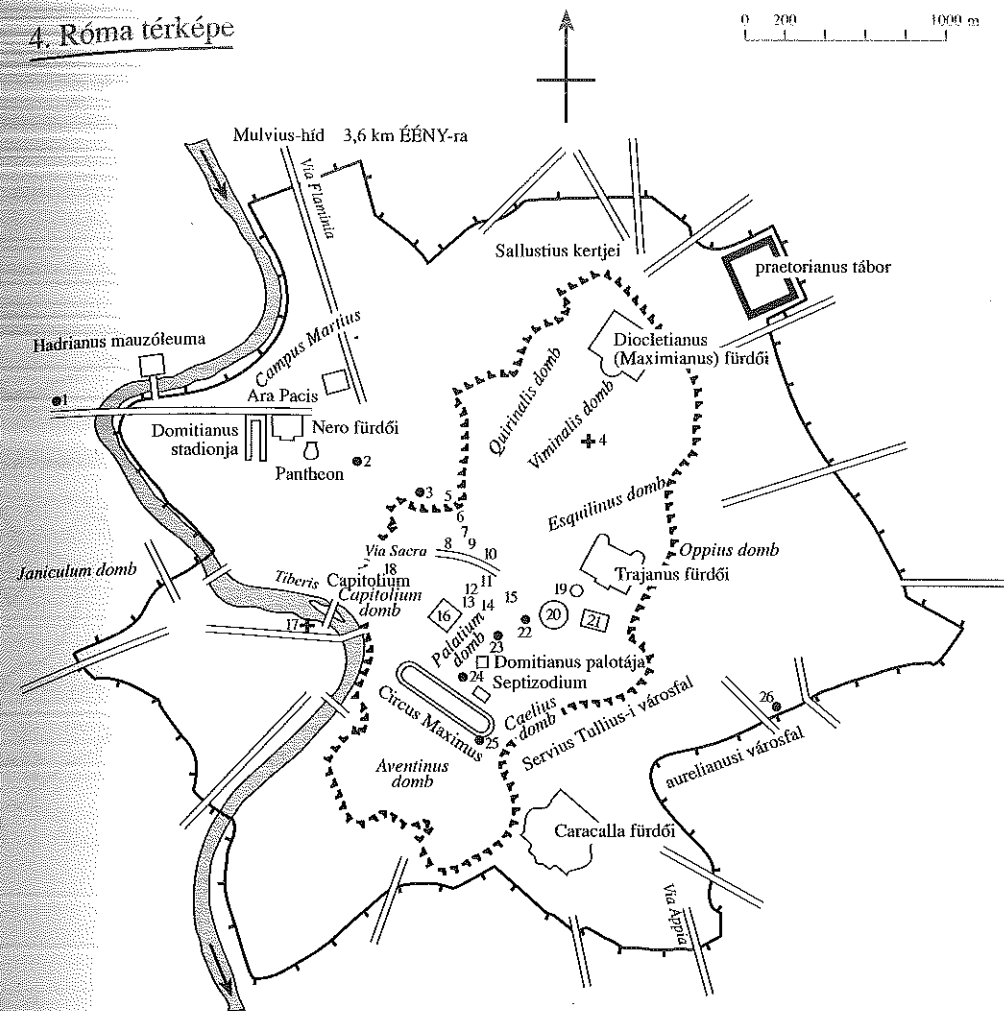 4. Róma térképe
0 200 1000 m
Mulvius-híd 3,6 km ÉÉNY-ra
Via Flaminia
Sallustius kertjei
praetorianus tábor
Hadrianus mauzóleuma
Campus Martius
Diocletianus
(Maximianus) fürdői
1
Ara Pacis
Quirinalis domb
Viminalis domb
Domitianus
stadionja
Nero fürdői
4
Pantheon
2
3
5
6
Esquilinus domb
7
8
9
10
Via Sacra
Oppius domb
18
Janiculum domb
Tiberis
Capitolium
Capitolium
domb
Trajanus fürdői
11
12
13
14
15
19
16
20
21
17
22
Palatium
domb
23
Domitianus palotája
24
Septizodium
Circus Maximus
Caelius
domb
Servius Tullius-i városfal
26
25
aurelianusi városfal
Aventinus
domb
Caracalla fürdői
Via Appia